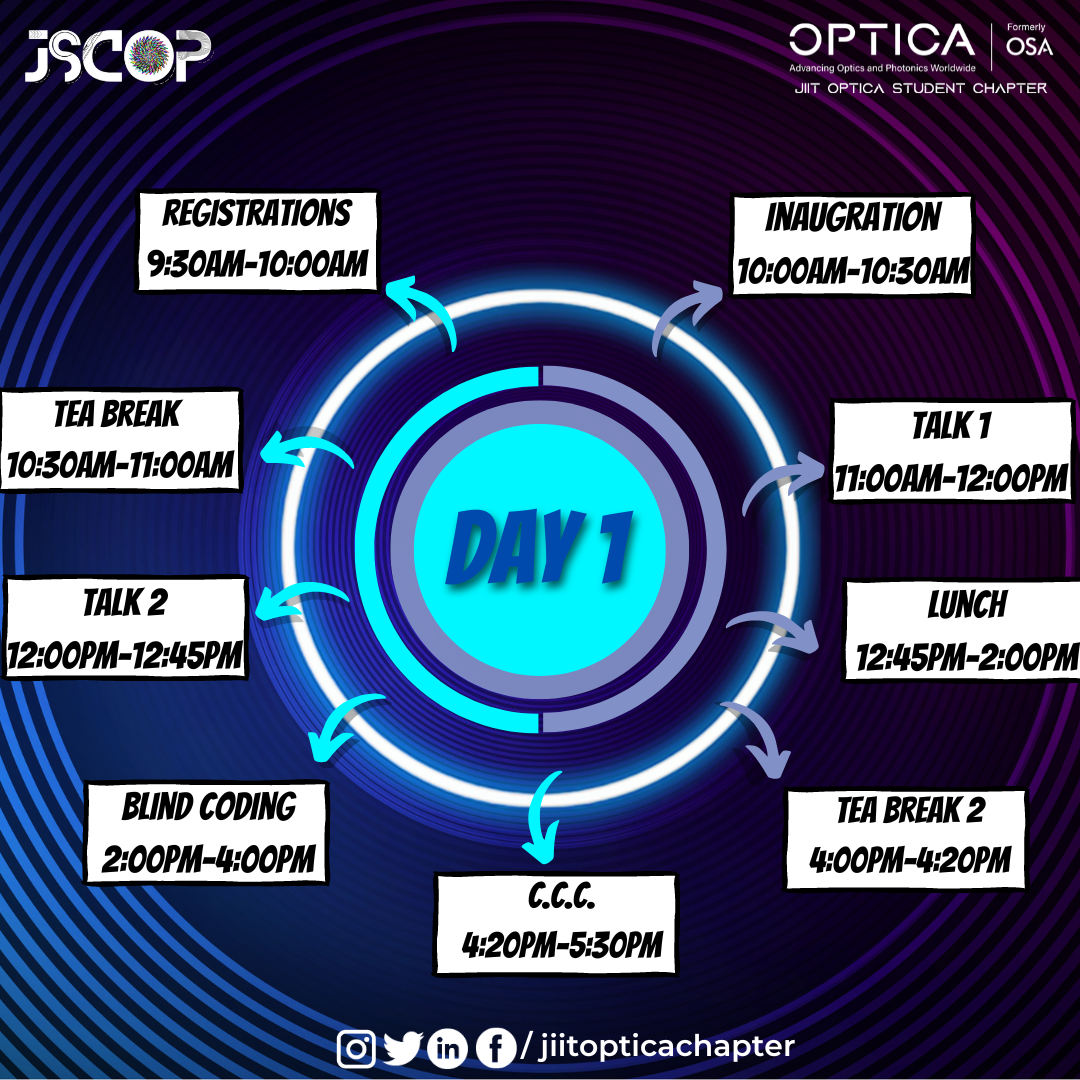 JSCOP
OPTICA
Formerly
OSA
Advancing Optics and Photonics Worldwide
JIIT OPTICA STUDENT CHAPTER
REGISTRATIONS
9:30AM-10:00AM
INAUGRATION
10:00AM-10:30AM
TEA BREAK
10:30AM-11:00AM
TALK 1
11:00AM-12:00PM
DAY 1
TALK 2
12:00PM-12:45PM
LUNCH
12:45PM-2:00PM
BLIND CODING
2:00PM-4:00PM
TEA BREAK 2
4:00PM-4:20PM
C.C.C.
4:20PM-5:30PM
/ jiitopticachapter